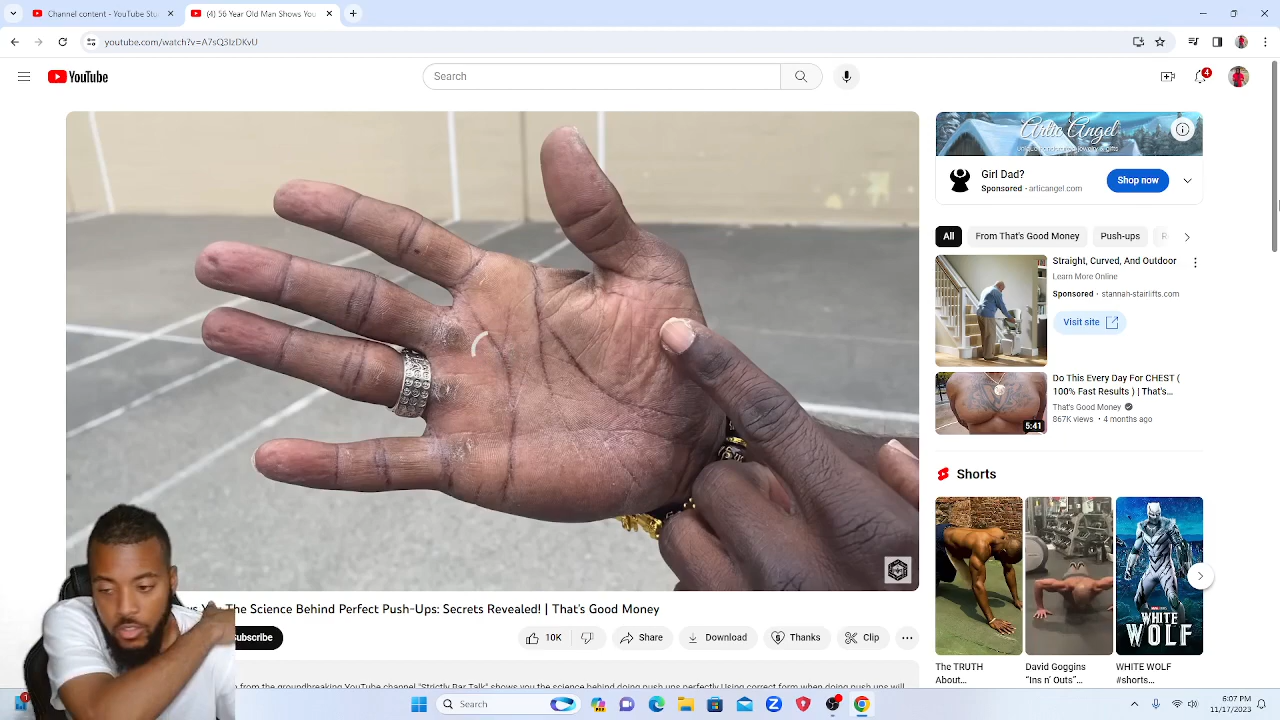 Channel - YouTube Stu
(4) 56 Year Old Man Shows You
youtube.com/watch?v=A7sQ3IzDKvU
YouTube
Search
4
Artic Angel
Girl Dad?
Sponsored · articangel.com
Shop now
All
From That's Good Money
Push-ups
Straight, Curved, And Outdoor
Learn More Online
Sponsored · stannah-stairlifts.com
Visit site
Do This Every Day For CHEST (
100% Fast Results ) | That's…
That's Good Money
867K views · 4 months ago
5:41
Shorts
MARVEL STUDIOS
WHITE
WOLF
The TRUTH
About…
David Goggins
"Ins n' Outs"…
WHITE WOLF
#shorts…
The Science Behind Perfect Push-Ups: Secrets Revealed! | That's Good Money
ubscribe
10K
Share
Download
Thanks
Clip
from the groundbreaking YouTube channel "Strictly Bar Talk" shows you the science behind doing push ups perfectly Using correct form when doing push ups will
Search
6:07 PM
11/17/2023